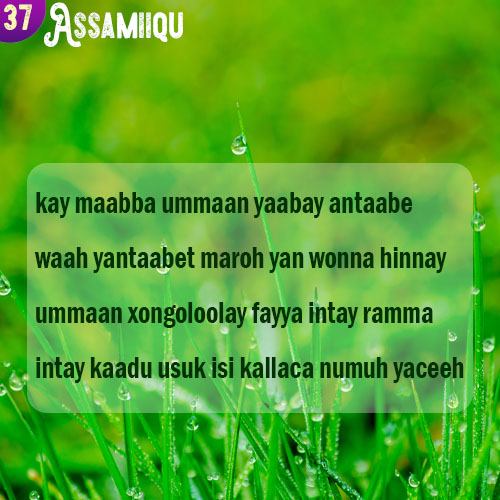 37 Assamiiqu
kay maabba ummaan yaabay antaabe
waah yantaabet maroh yan wonna hinnay
ummaan xongoloolay fayya intay ramma
intay kaadu usuk isi kallaca numuh yaceeh